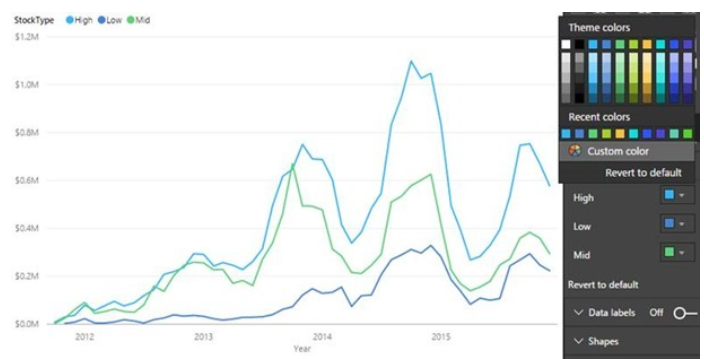 StockType High Low Mid
$1.2M
$1.0M
$0.8M
$0.6M
$0.4M
$0.2M
$0.0M
2012 2013 2014 2015
Year
Theme colors
Recent colors
Custom color
Revert to default
High
Low
Mid
Revert to default
Data labels Off
Shapes